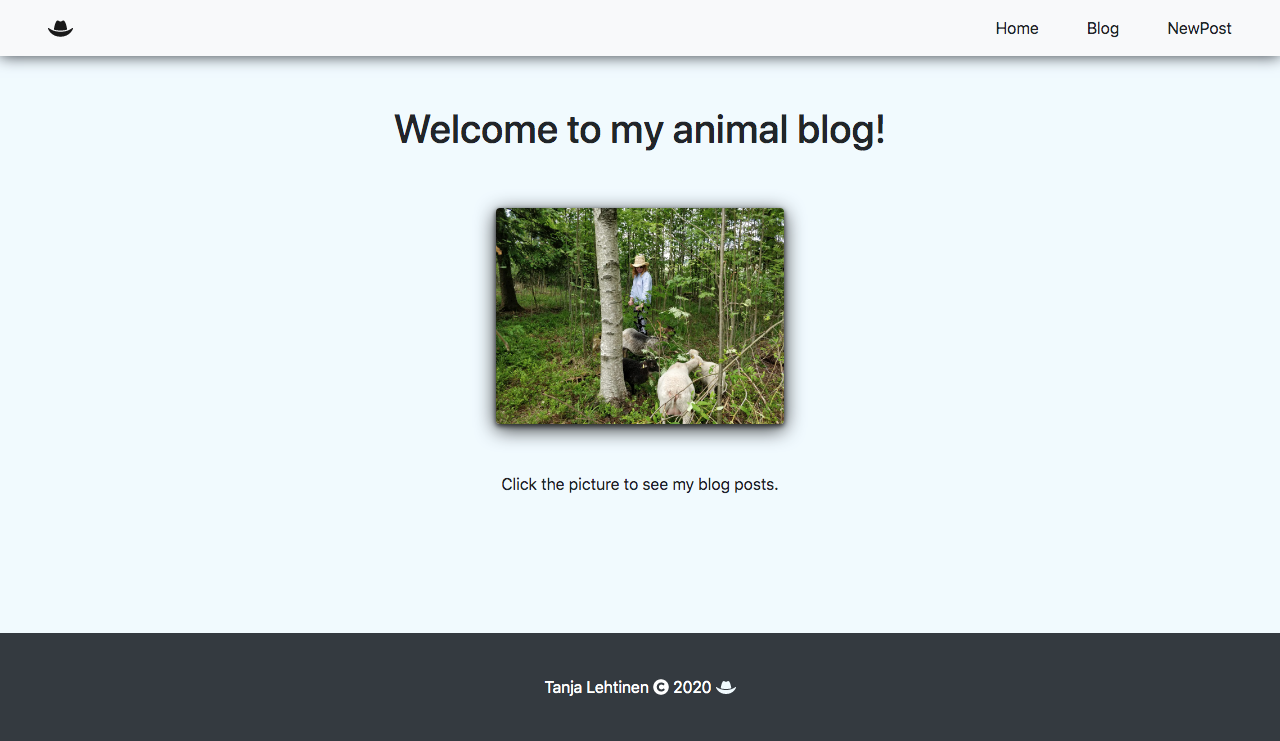 Home
Blog
NewPost
Welcome to my animal blog!
Click the picture to see my blog posts.
Tanja Lehtinen © 2020